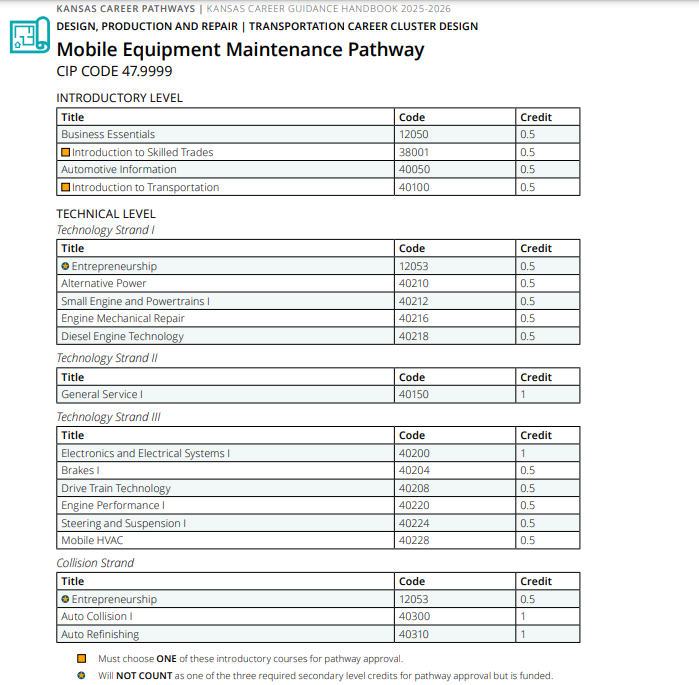 KANSAS CAREER PATHWAYS | KANSAS CAREER GUIDANCE HANDBOOK 2025-2026
DESIGN, PRODUCTION AND REPAIR | TRANSPORTATION CAREER CLUSTER DESIGN
Mobile Equipment Maintenance Pathway
CIP CODE 47.9999
INTRODUCTORY LEVEL
Title Code Credit
Business Essentials 12050 0.5
Introduction to Skilled Trades 38001 0.5
Automotive Information 40050 0.5
Introduction to Transportation 40100 0.5
TECHNICAL LEVEL
Technology Strand I
Title Code Credit
Entrepreneurship 12053 0.5
Alternative Power 40210 0.5
Small Engine and Powertrains I 40212 0.5
Engine Mechanical Repair 40216 0.5
Diesel Engine Technology 40218 0.5
Technology Strand II
Title Code Credit
General Service I 40150 1
Technology Strand III
Title Code Credit
Electronics and Electrical Systems I 40200 1
Brakes I 40204 0.5
Drive Train Technology 40208 0.5
Engine Performance I 40220 0.5
Steering and Suspension I 40224 0.5
Mobile HVAC 40228 0.5
Collision Strand
Title Code Credit
Entrepreneurship 12053 0.5
Auto Collision I 40300 1
Auto Refinishing 40310 1
Must choose ONE of these introductory courses for pathway approval.
Will NOT COUNT as one of the three required secondary level credits for pathway approval but is funded.